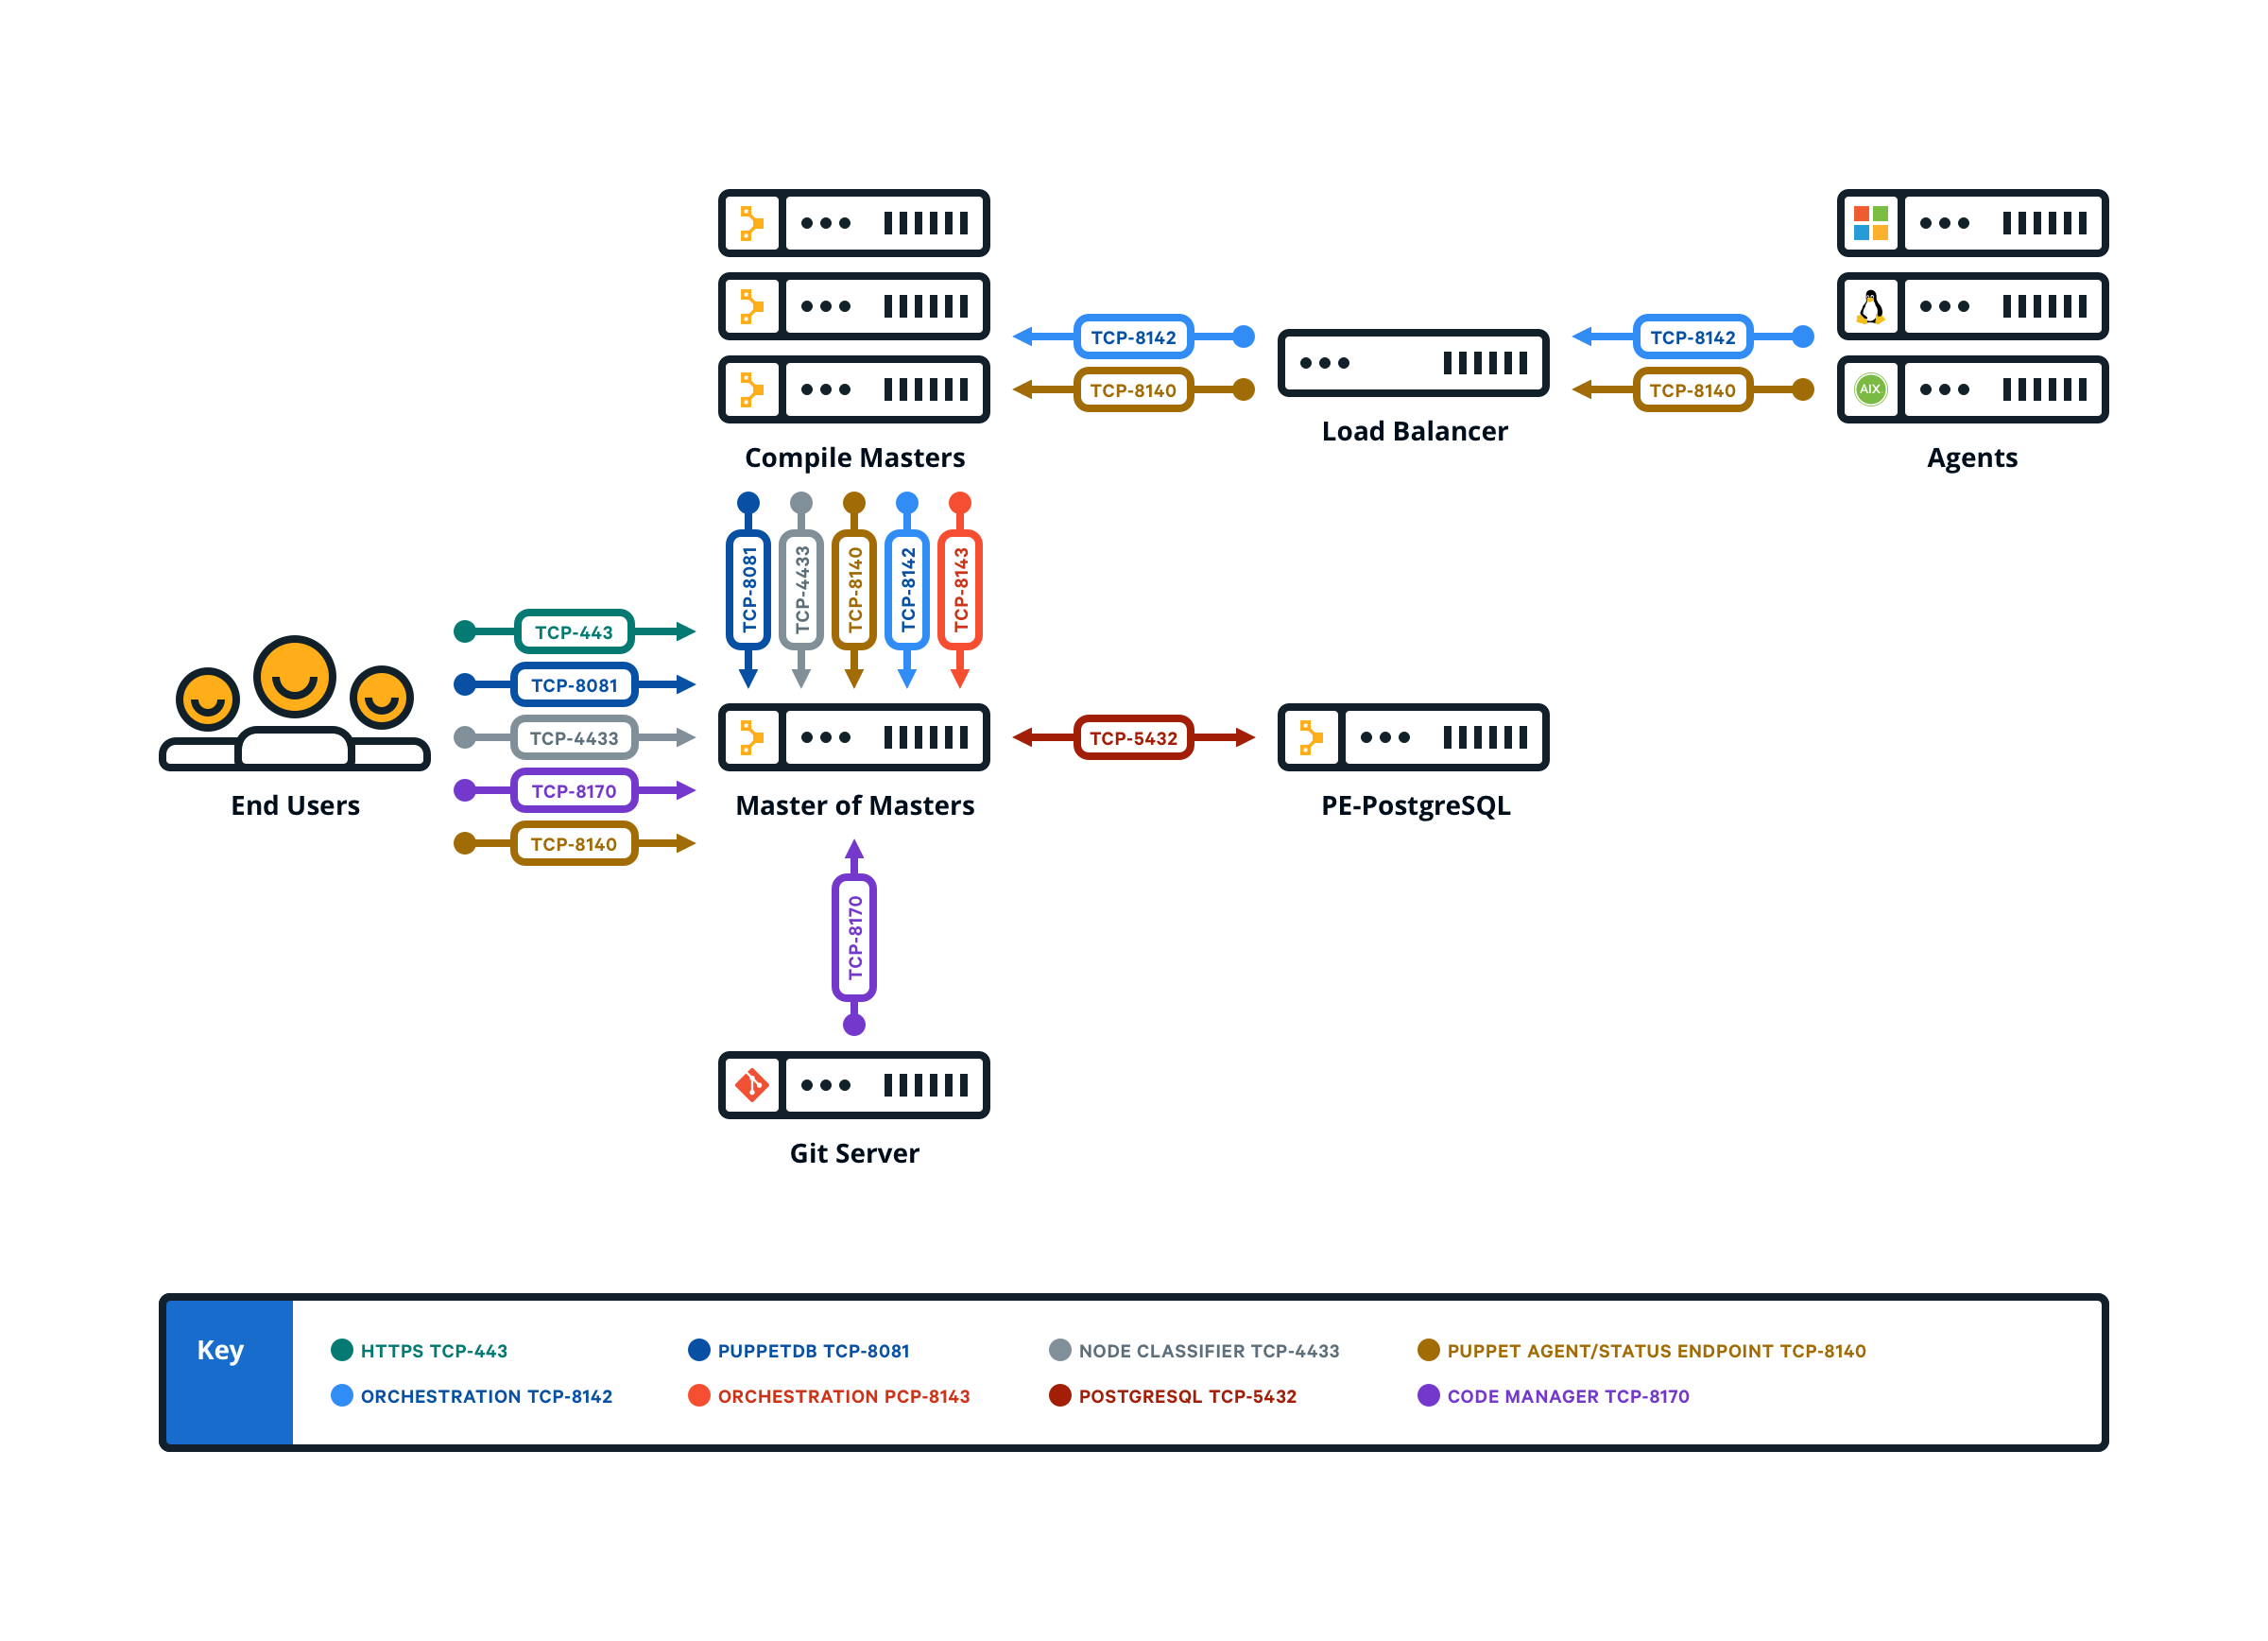 TCP-8142
TCP-8142
TCP-8140
TCP-8140
AIX
Load Balancer
Compile Masters
Agents
TCP-8081
TCP-4433
TCP-8140
TCP-8142
TCP-8143
TCP-443
TCP-8081
TCP-4433
TCP-8170
TCP-8140
TCP-5432
End Users
Master of Masters
PE-PostgreSQL
TCP-8170
Git Server
Key
HTTPS TCP-443
PUPPETDB TCP-8081
NODE CLASSIFIER TCP-4433
PUPPET AGENT/STATUS ENDPOINT TCP-8140
ORCHESTRATION TCP-8142
ORCHESTRATION PCP-8143
POSTGRESQL TCP-5432
CODE MANAGER TCP-8170